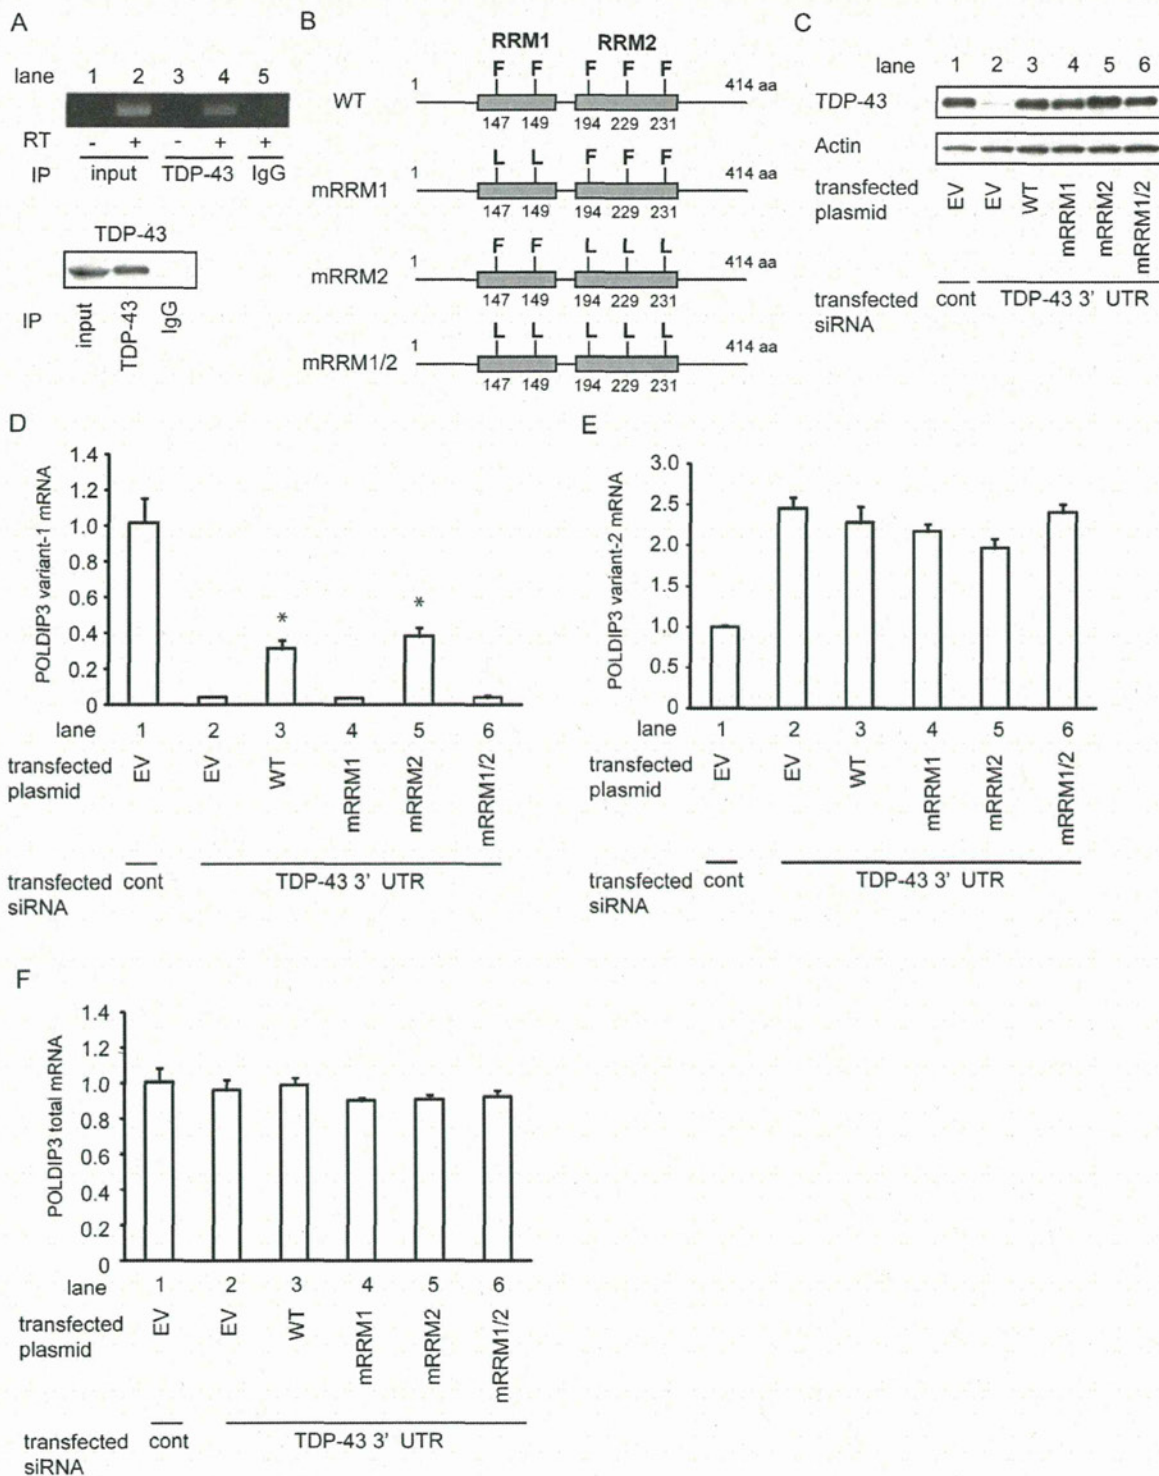 A
lane 1 2 3 4 5
RT - + - + +
IP input TDP-43 IgG
TDP-43
IP input TDP-43 IgG
B
RRM1 RRM2
F F F F F
1 414 aa
WT
147 149 194 229 231
L L F F F
1 414 aa
mRRM1
147 149 194 229 231
F F L L L
1 414 aa
mRRM2
147 149 194 229 231
L L L L L
1 414 aa
mRRM1/2
147 149 194 229 231
C
lane 1 2 3 4 5 6
TDP-43
Actin
transfected
plasmid
EV EV WT mRRM1 mRRM2 mRRM1/2
transfected
siRNA
cont TDP-43 3' UTR
D
POLDIP3 variant-1 mRNA
1.4
1.2
1.0
0.8
0.6
0.4
0.2
0
* *
lane 1 2 3 4 5 6
transfected
plasmid
EV EV WT mRRM1 mRRM2 mRRM1/2
transfected
siRNA
cont TDP-43 3' UTR
E
POLDIP3 variant-2 mRNA
3.0
2.5
2.0
1.5
1.0
0.5
0
lane 1 2 3 4 5 6
transfected
plasmid
EV EV WT mRRM1 mRRM2 mRRM1/2
transfected
siRNA
cont TDP-43 3' UTR
F
POLDIP3 total mRNA
1.4
1.2
1.0
0.8
0.6
0.4
0.2
0
lane 1 2 3 4 5 6
transfected
plasmid
EV EV WT mRRM1 mRRM2 mRRM1/2
transfected
siRNA
cont TDP-43 3' UTR